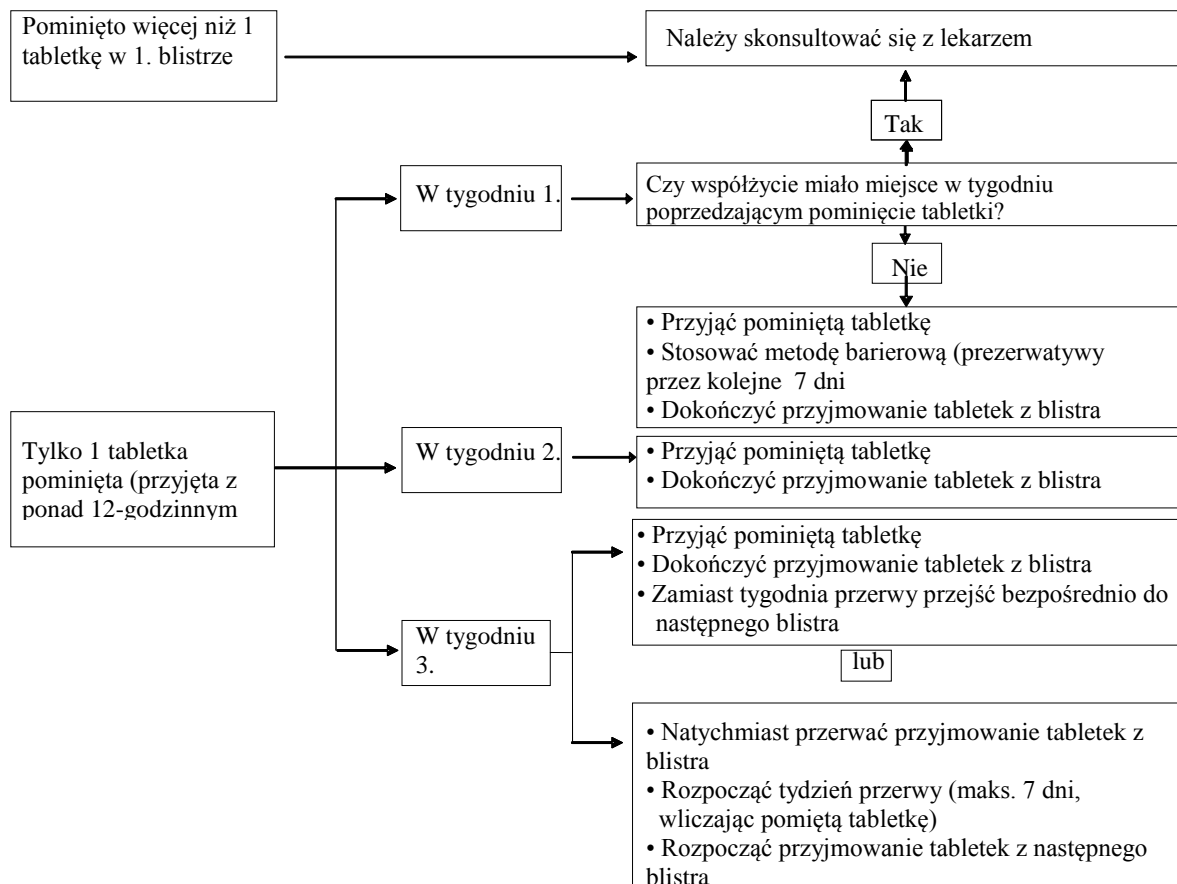 Pominięto więcej niż 1
tabletkę w 1. blistrze
Należy skonsultować się z lekarzem
Tak
W tygodniu 1.
Czy współżycie miało miejsce w tygodniu
poprzedzającym pominięcie tabletki?
Nie
• Przyjąć pominiętą tabletkę
• Stosować metodę barierową (prezerwatywy
przez kolejne 7 dni
• Dokończyć przyjmowanie tabletek z blistra
Tylko 1 tabletka
pominięta (przyjęta z
ponad 12-godzinnym
W tygodniu 2.
• Przyjąć pominiętą tabletkę
• Dokończyć przyjmowanie tabletek z blistra
W tygodniu
3.
• Przyjąć pominiętą tabletkę
• Dokończyć przyjmowanie tabletek z blistra
• Zamiast tygodnia przerwy przejść bezpośrednio do
następnego blistra
lub
• Natychmiast przerwać przyjmowanie tabletek z
blistra
• Rozpocząć tydzień przerwy (maks. 7 dni,
wliczając pomiętą tabletkę)
• Rozpocząć przyjmowanie tabletek z następnego
blistra